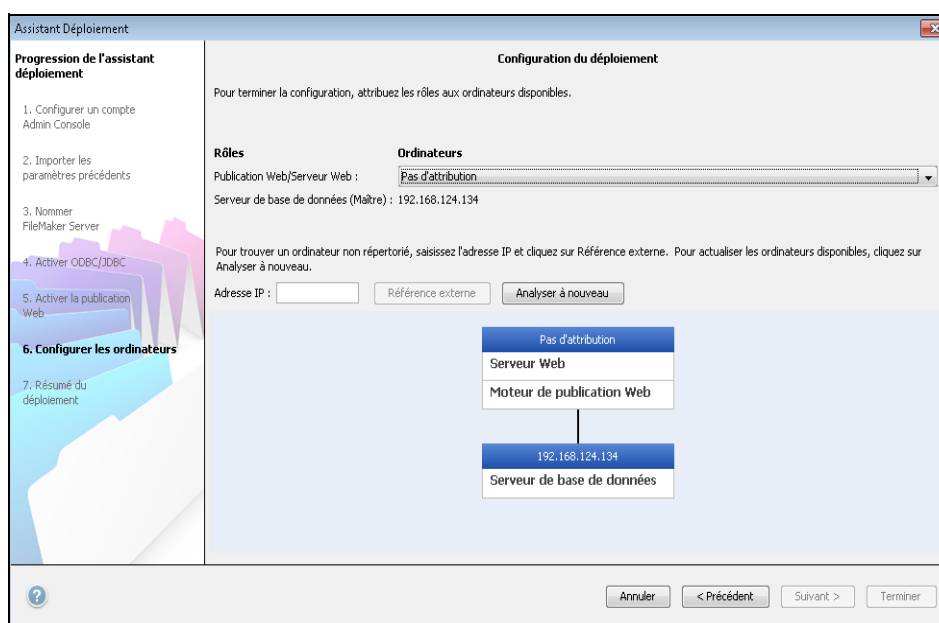 Assistant Déploiement
Progression de l'assistant
déploiement
1. Configurer un compte
Admin Console
2. Importer les
paramètres précédents
3. Nommer
FileMaker Server
4. Activer ODBC/JDBC
5. Activer la publication
Web
6. Configurer les ordinateurs
7. Résumé du
déploiement
Configuration du déploiement
Pour terminer la configuration, attribuez les rôles aux ordinateurs disponibles.
Rôles Ordinateurs
Publication Web/Serveur Web : Pas d'attribution
Serveur de base de données (Maître) : 192.168.124.134
Pour trouver un ordinateur non répertorié, saisissez l'adresse IP et cliquez sur Référence externe. Pour actualiser les ordinateurs disponibles, cliquez sur
Analyser à nouveau.
Adresse IP : Référence externe Analyser à nouveau
Pas d'attribution
Serveur Web
Moteur de publication Web
192.168.124.134
Serveur de base de données
? Annuler < Précédent Suivant > Terminer